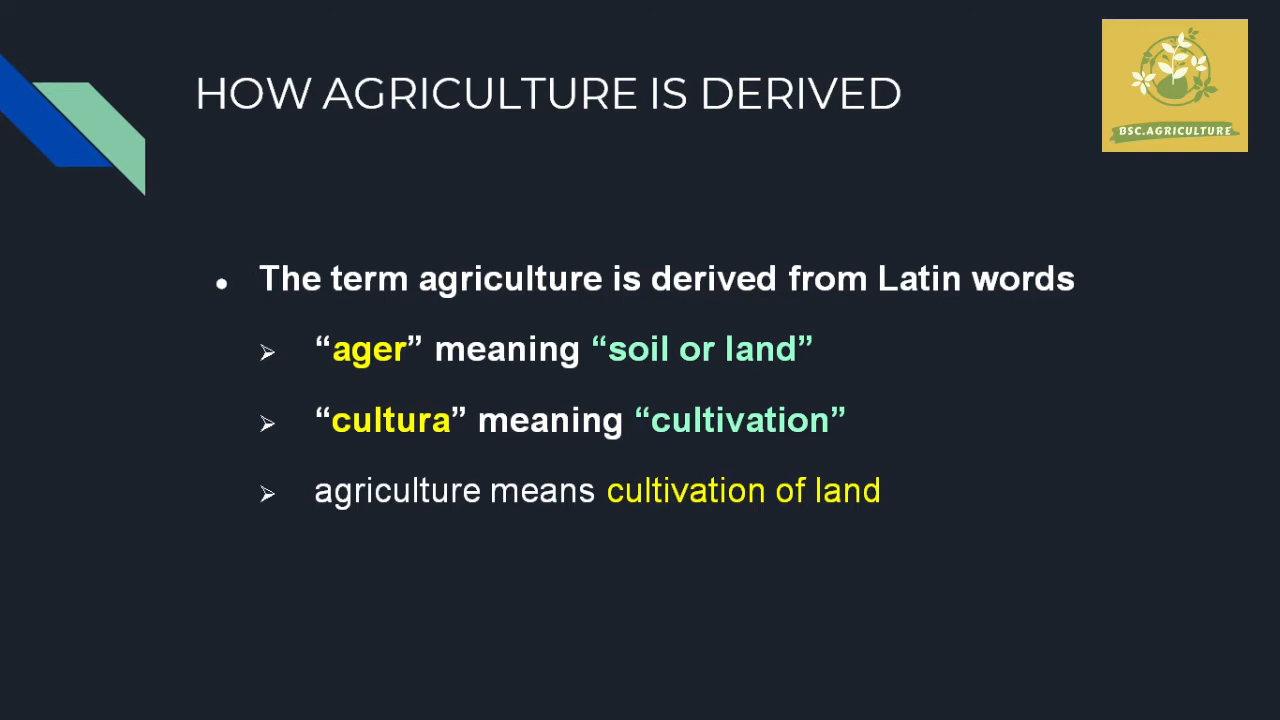 HOW AGRICULTURE IS DERIVED
BSC.AGRICULTURE
● The term agriculture is derived from Latin words
➢ “ager” meaning “soil or land”
➢ “cultura” meaning “cultivation”
➢ agriculture means cultivation of land